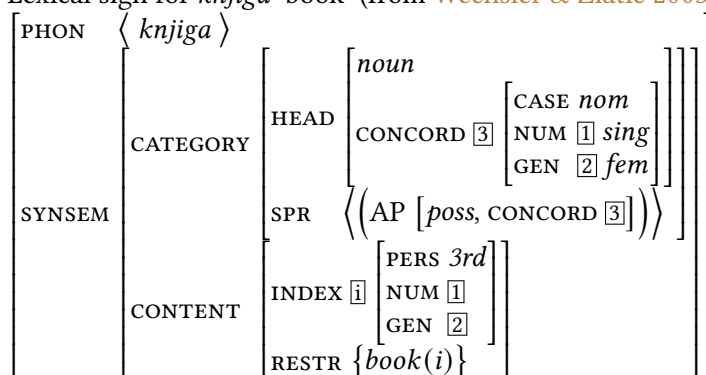 Lexical sign for knjiga 'book' (from Wechsler & Zlatić 2003
PHON ⟨ knjiga ⟩
noun
CASE nom
HEAD CONCORD 3 NUM 1 sing
CATEGORY GEN 2 fem
SYNSEM SPR ⟨(AP [poss, CONCORD 3])⟩
PERS 3rd
INDEX i NUM 1
CONTENT GEN 2
RESTR {book(i)}